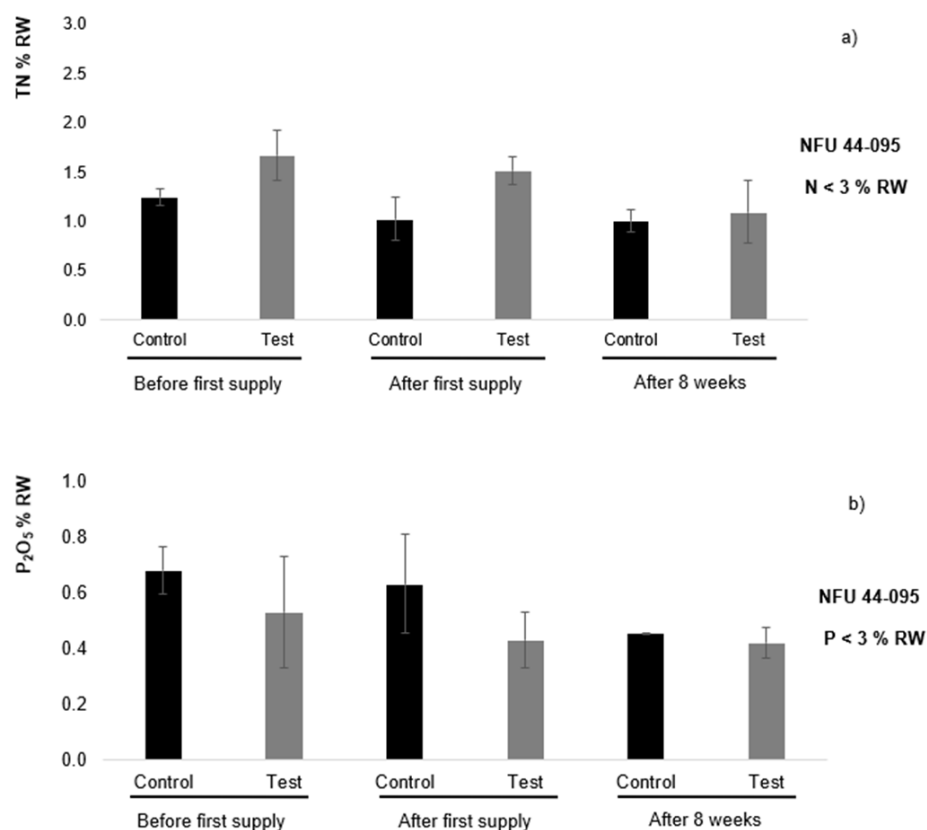 TN % RW
3.0
2.5
2.0
1.5
1.0
0.5
0.0
a)
NFU 44-095
N < 3 % RW
Control Test Control Test Control Test
Before first supply After first supply After 8 weeks
P₂O₅ % RW
1.0
0.8
0.6
0.4
0.2
0.0
b)
NFU 44-095
P < 3 % RW
Control Test Control Test Control Test
Before first supply After first supply After 8 weeks